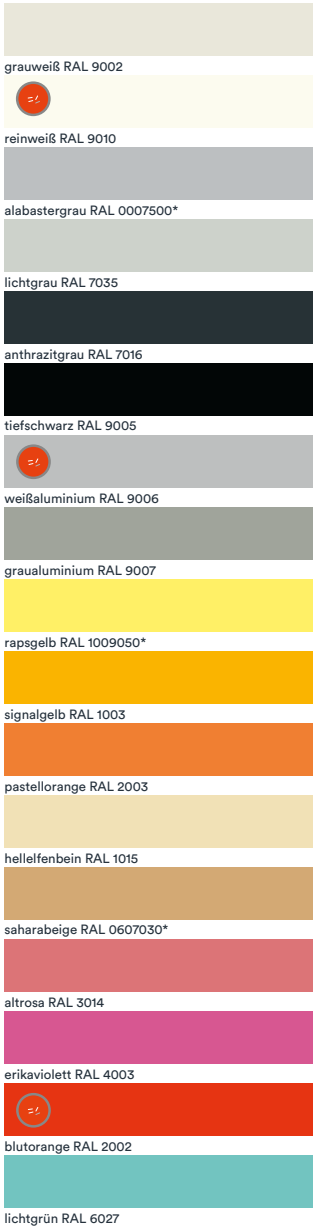 grauweiß RAL 9002
reinweiß RAL 9010
alabastergrau RAL 0007500*
lichtgrau RAL 7035
anthrazitgrau RAL 7016
tiefschwarz RAL 9005
weißaluminium RAL 9006
graualuminium RAL 9007
rapsgelb RAL 1009050*
signalgelb RAL 1003
pastellorange RAL 2003
hellelfenbein RAL 1015
saharabeige RAL 0607030*
altrosa RAL 3014
erikaviolett RAL 4003
blutorange RAL 2002
lichtgrün RAL 6027